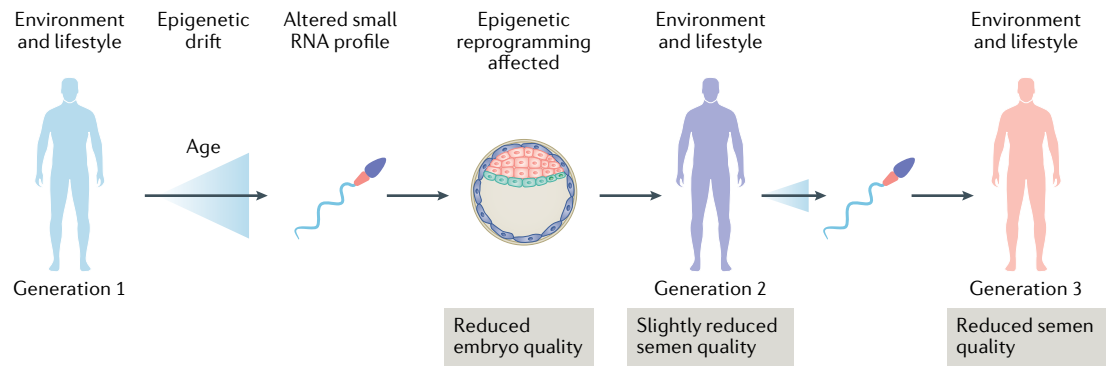 Environment
and lifestyle
Epigenetic
drift
Altered small
RNA profile
Epigenetic
reprogramming
affected
Environment
and lifestyle
Environment
and lifestyle
Age
Generation 1
Generation 2
Generation 3
Reduced
embryo quality
Slightly reduced
semen quality
Reduced semen
quality